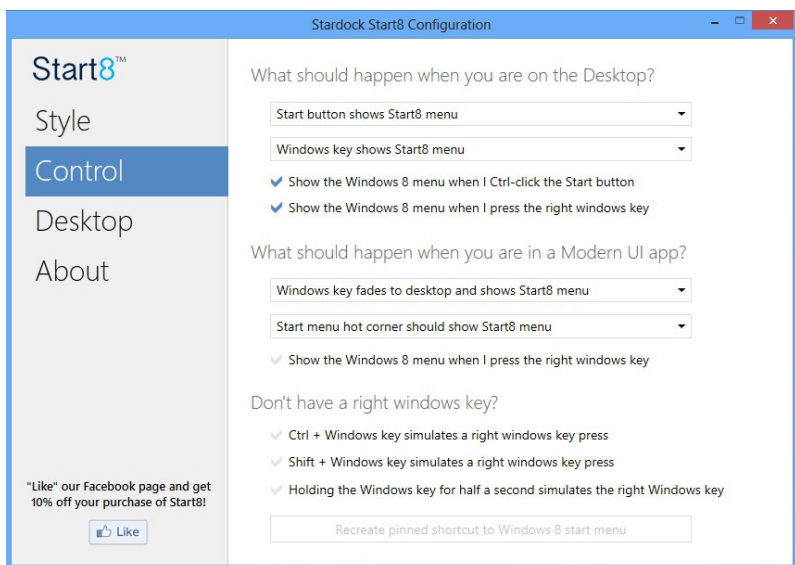 Stardock Start8 Configuration
Start8™
Style
Control
Desktop
About
"Like" our Facebook page and get
10% off your purchase of Start8!
Like
What should happen when you are on the Desktop?
Start button shows Start8 menu
Windows key shows Start8 menu
Show the Windows 8 menu when I Ctrl-click the Start button
Show the Windows 8 menu when I press the right windows key
What should happen when you are in a Modern UI app?
Windows key fades to desktop and shows Start8 menu
Start menu hot corner should show Start8 menu
Show the Windows 8 menu when I press the right windows key
Don't have a right windows key?
Ctrl + Windows key simulates a right windows key press
Shift + Windows key simulates a right windows key press
Holding the Windows key for half a second simulates the right Windows key
Recreate pinned shortcut to Windows 8 start menu